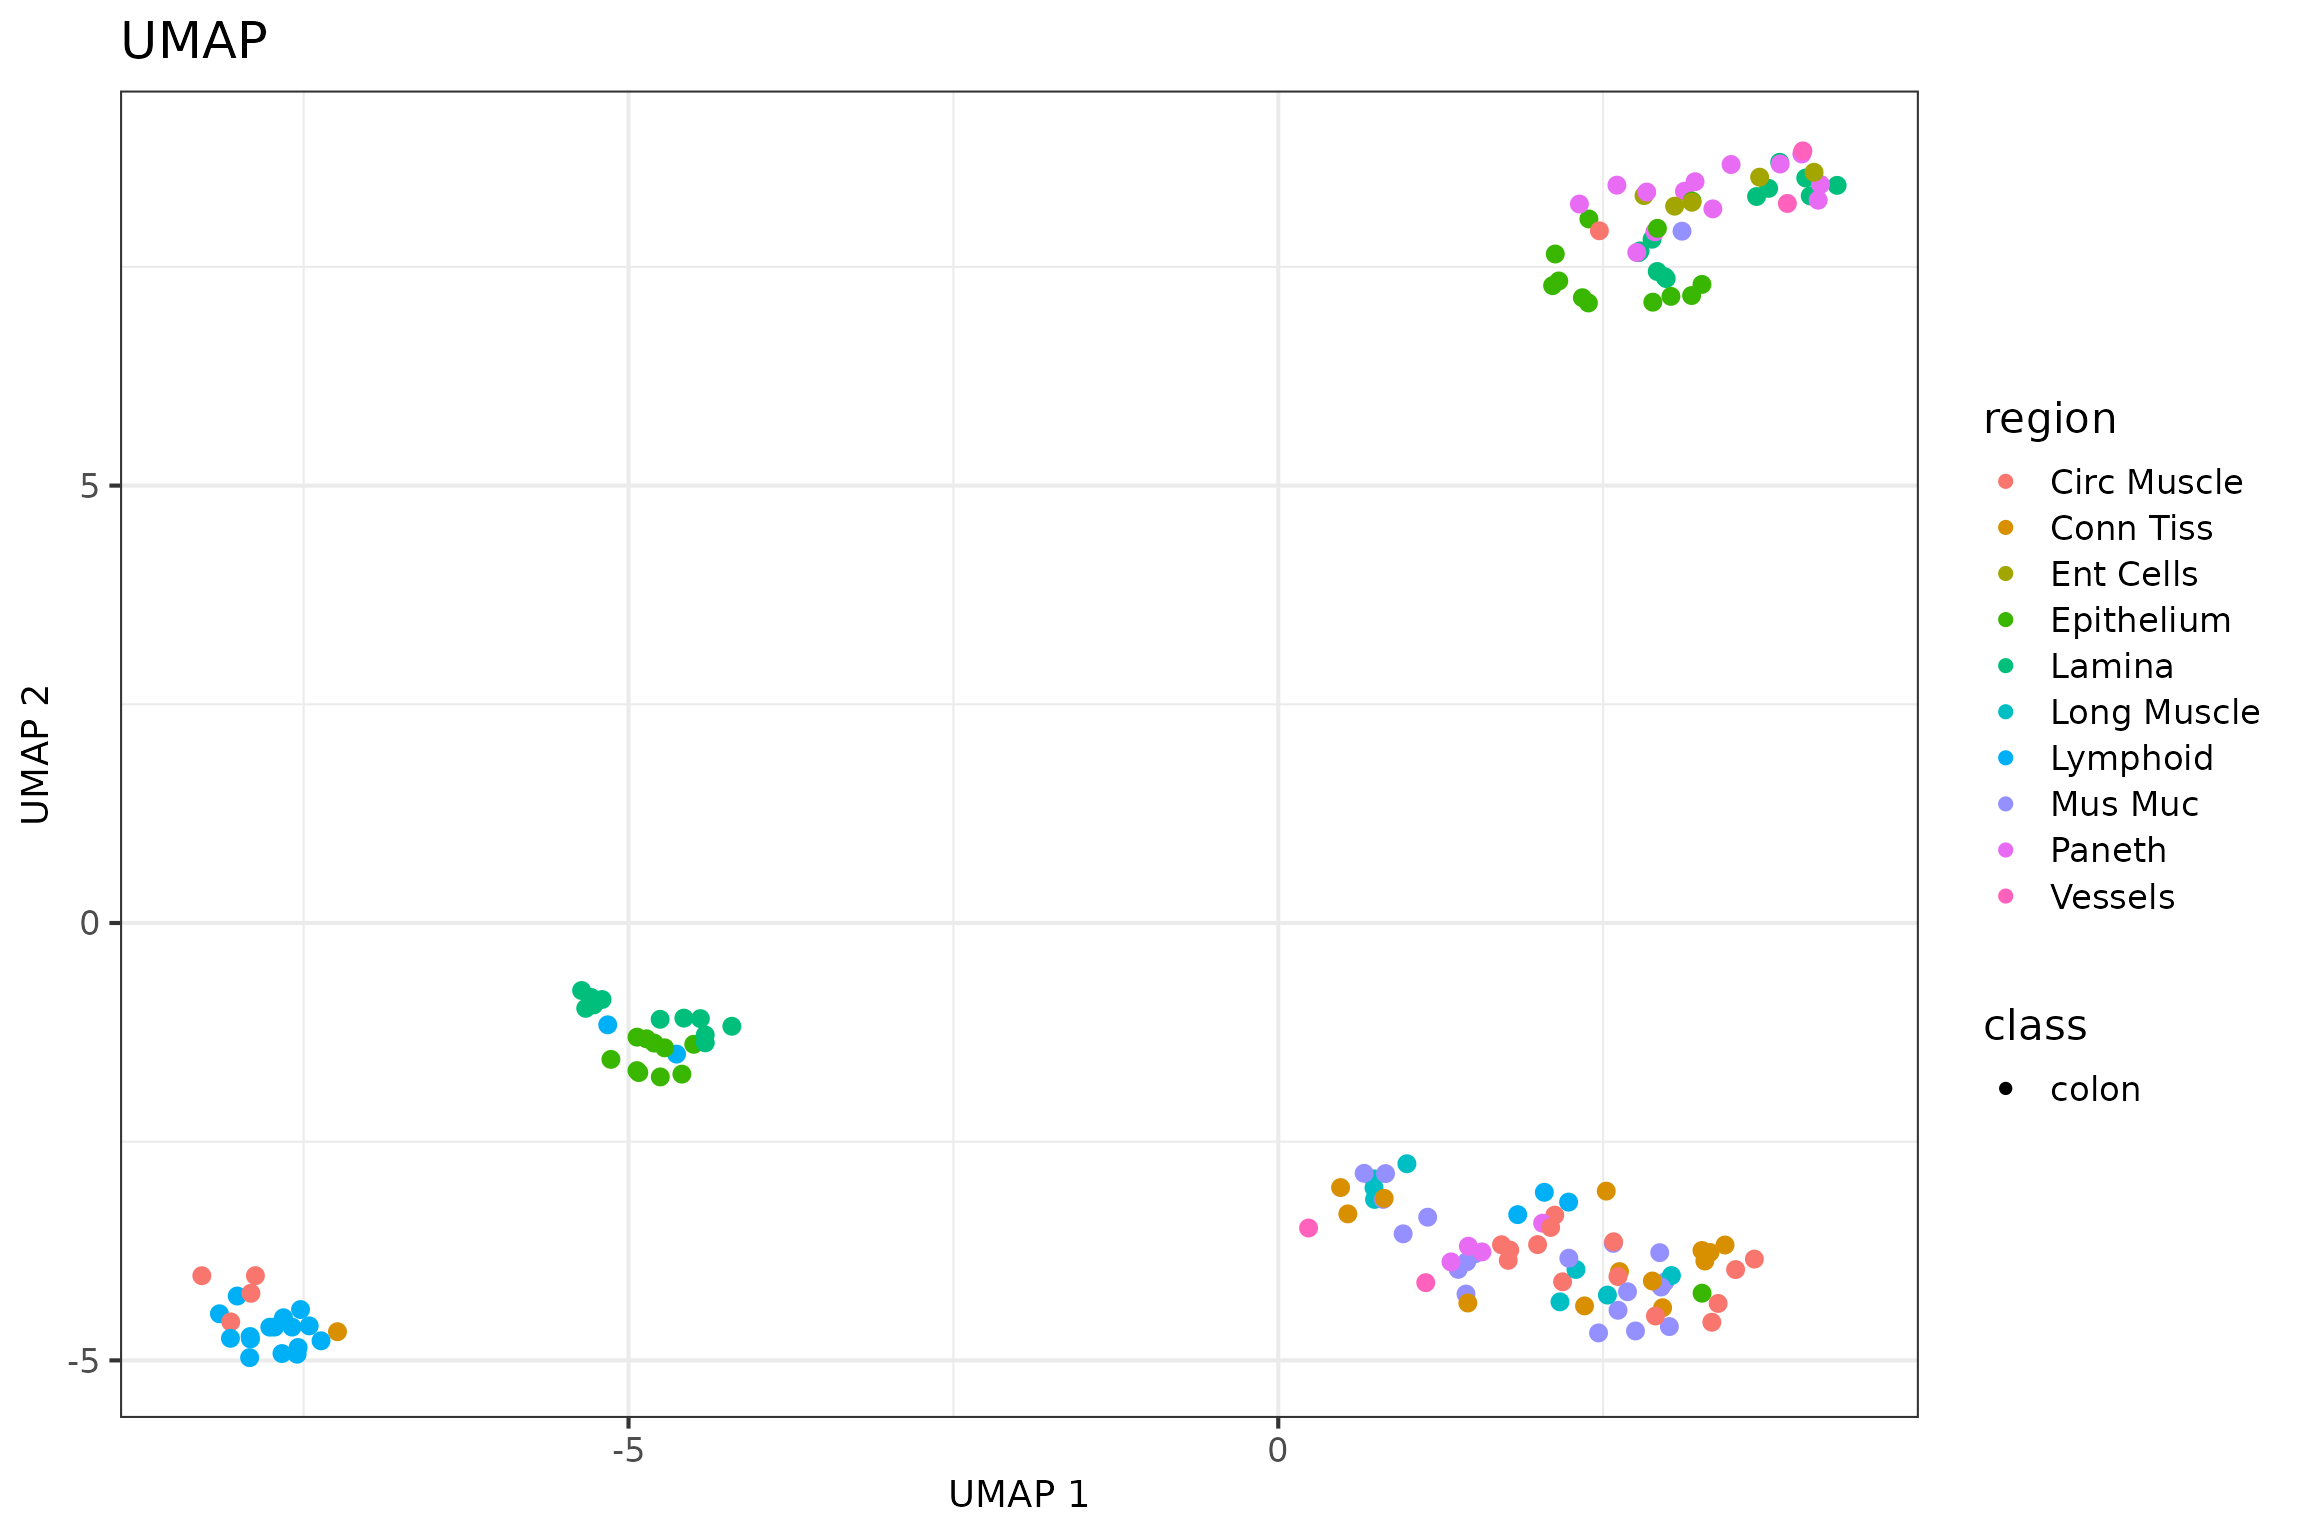 UMAP
UMAP 2
5
0
-5
-5
0
UMAP 1
region
Circ Muscle
Conn Tiss
Ent Cells
Epithelium
Lamina
Long Muscle
Lymphoid
Mus Muc
Paneth
Vessels
class
colon